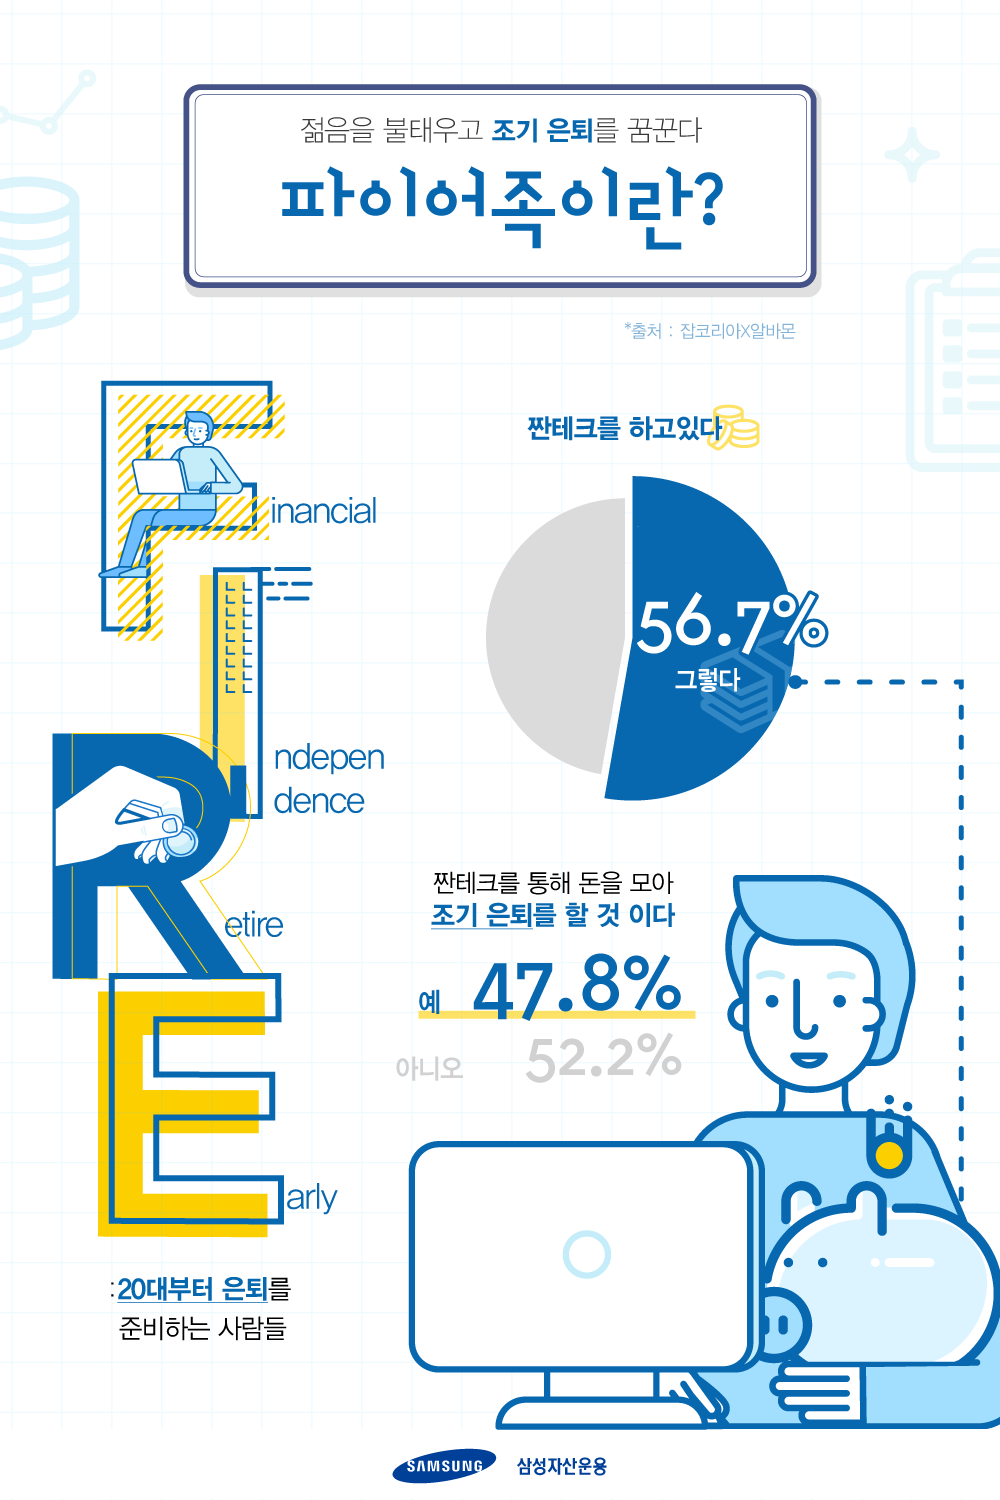 젊음을 불태우고 조기 은퇴를 꿈꾼다
파이어족이란?
*출처 : 잡코리아X알바몬
Financial
Indepen
dence
Retire
Early
:20대부터 은퇴를
준비하는 사람들
짠테크를 하고있다
56.7%
그렇다
짠테크를 통해 돈을 모아
조기 은퇴를 할 것 이다
예 47.8%
아니오 52.2%
SAMSUNG 삼성자산운용